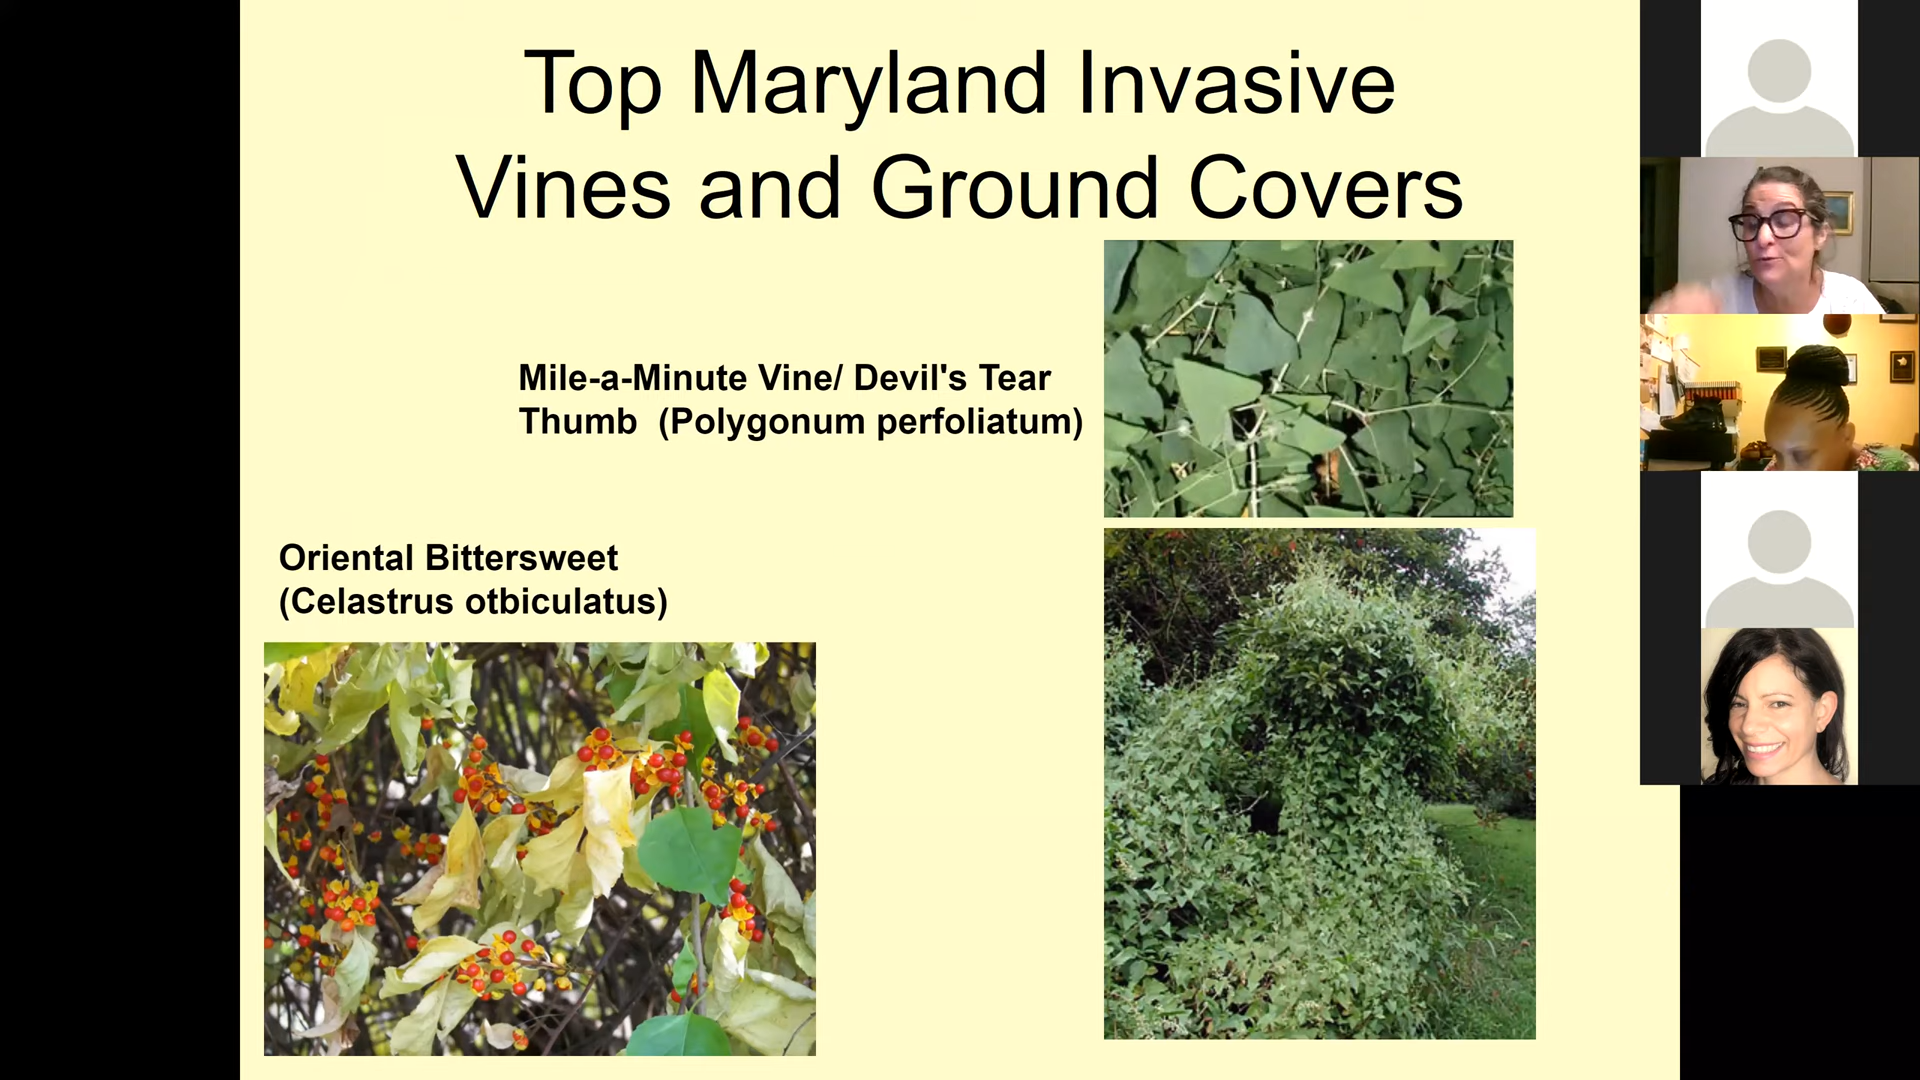 Top Maryland Invasive
Vines and Ground Covers
Mile-a-Minute Vine/ Devil's Tear
Thumb  (Polygonum perfoliatum)
Oriental Bittersweet
(Celastrus otbiculatus)